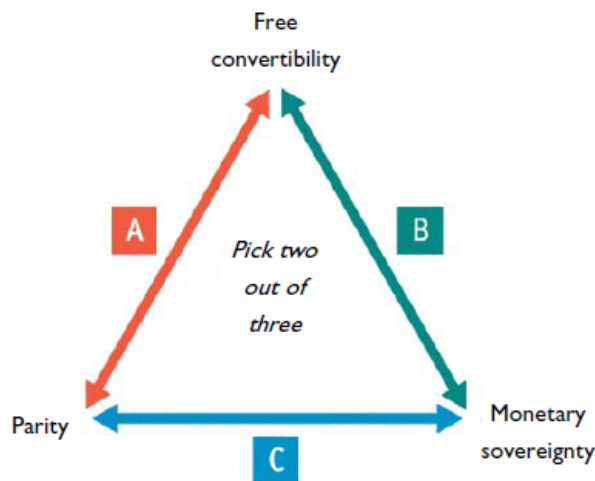 Free
convertibility
A
B
Pick two
out of
three
Parity
Monetary
sovereignty
C